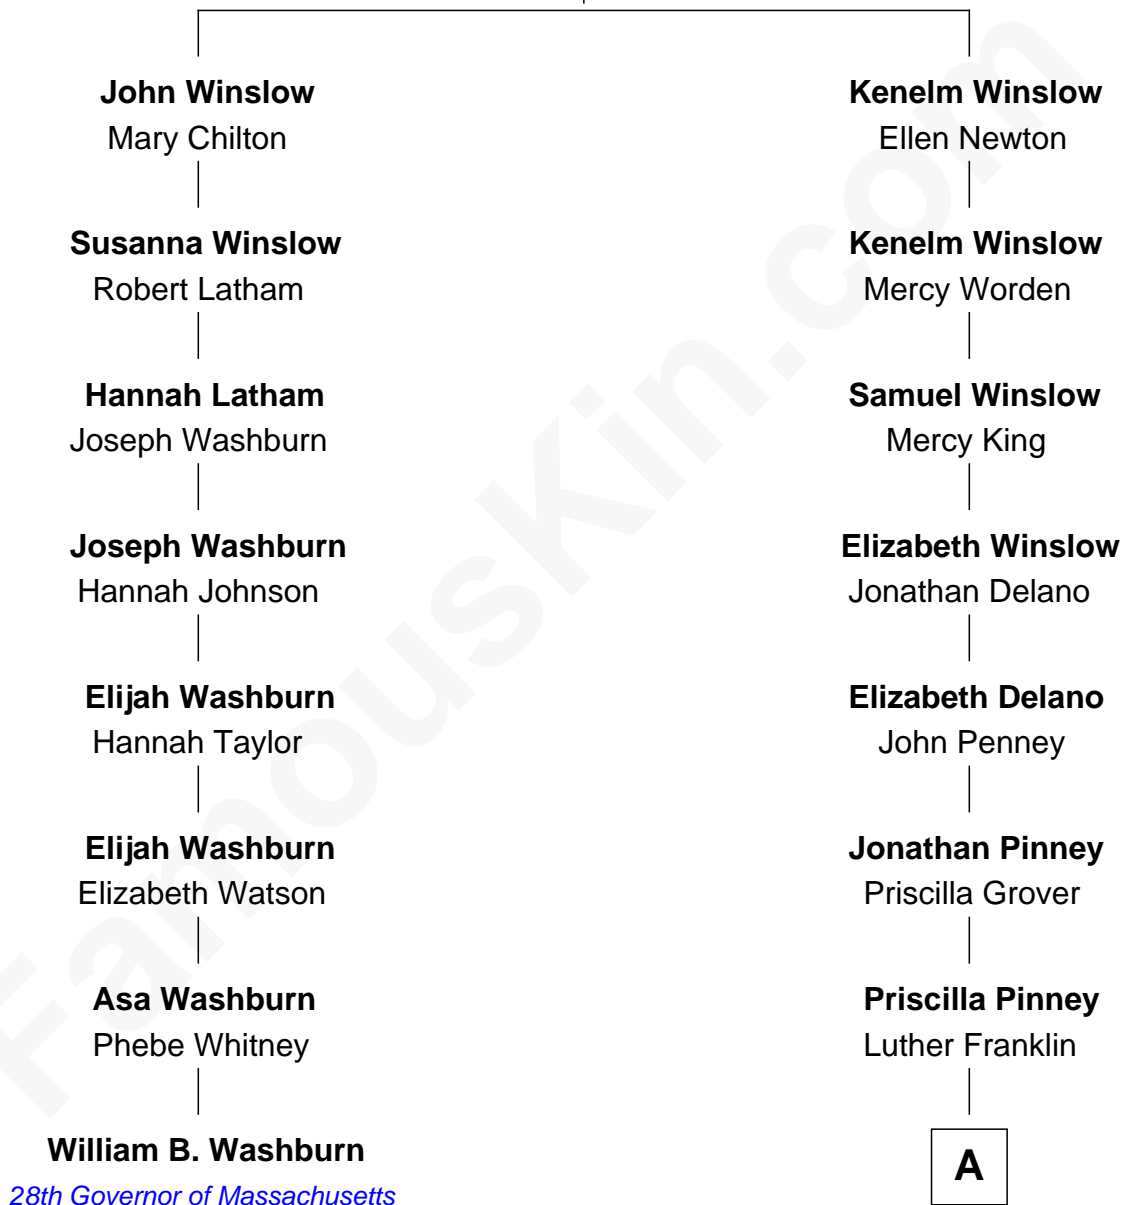 John Winslow
Mary Chilton
Susanna Winslow
Robert Latham
Hannah Latham
Joseph Washburn
Joseph Washburn
Hannah Johnson
Elijah Washburn
Hannah Taylor
Elijah Washburn
Elizabeth Watson
Asa Washburn
Phebe Whitney
William B. Washburn
28th Governor of Massachusetts
Kenelm Winslow
Ellen Newton
Kenelm Winslow
Mercy Worden
Samuel Winslow
Mercy King
Elizabeth Winslow
Jonathan Delano
Elizabeth Delano
John Penney
Jonathan Pinney
Priscilla Grover
Priscilla Pinney
Luther Franklin
A
FamousKin.com